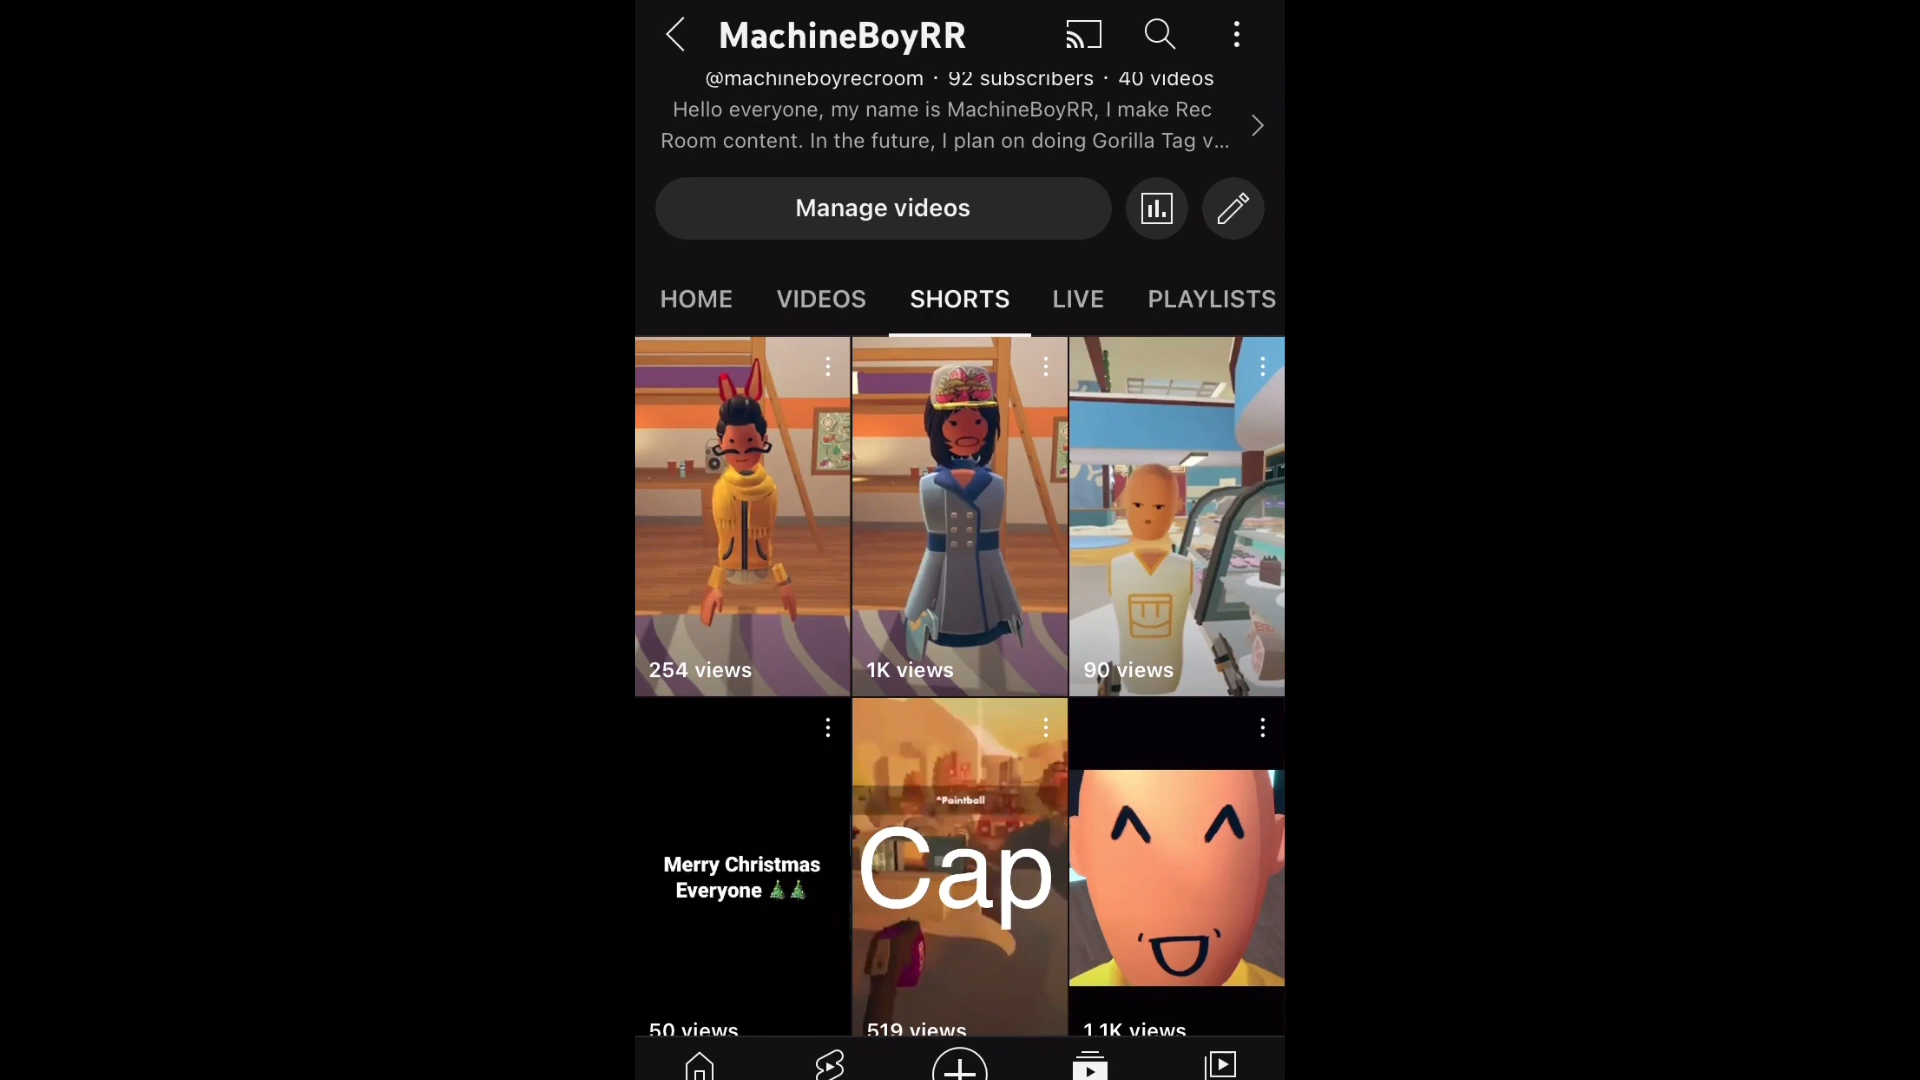 MachineBoyRR
@machineboyrecroom · 92 subscribers · 40 videos
Hello everyone, my name is MachineBoyRR, I make Rec
Room content. In the future, I plan on doing Gorilla Tag v...
Manage videos
HOME VIDEOS SHORTS LIVE PLAYLISTS
254 views 1K views 90 views
^Paintball
Cap
Merry Christmas
Everyone 🎄🎄
50 views 519 views 1.1K views